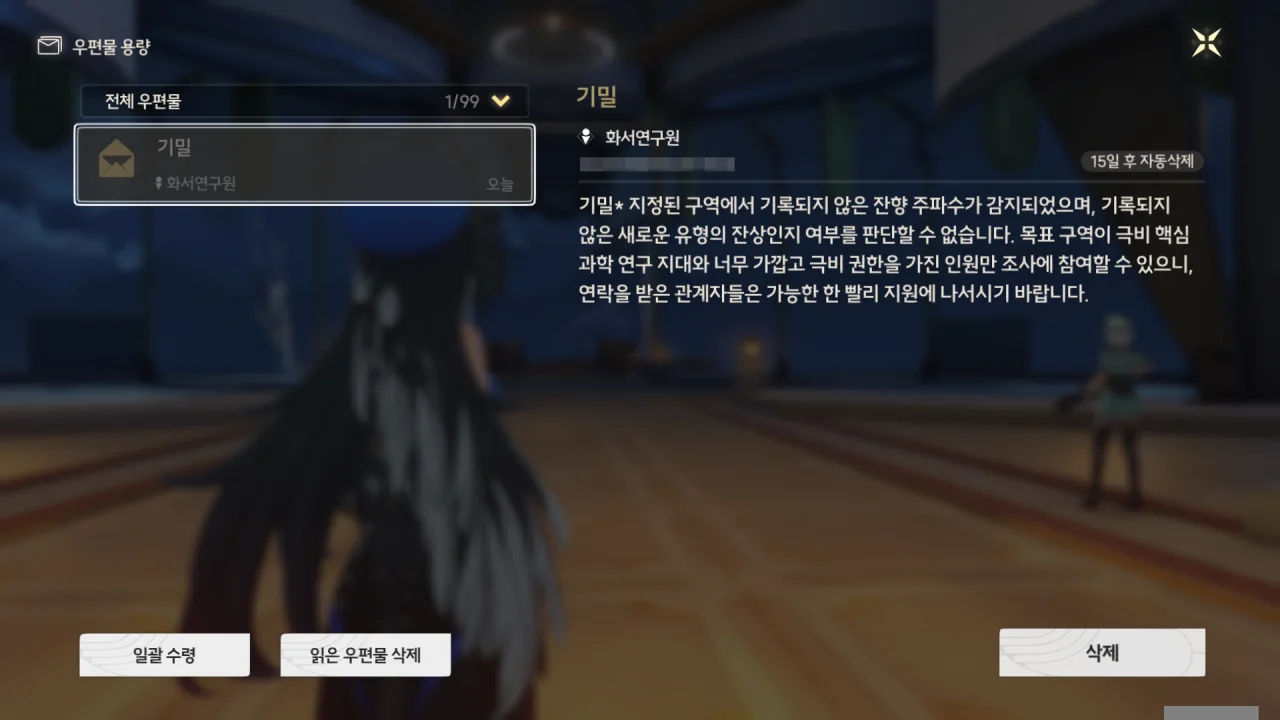 우편물 용량
전체 우편물
1/99
기밀
화서연구원
오늘
기밀
화서연구원
15일 후 자동삭제
기밀* 지정된 구역에서 기록되지 않은 잔향 주파수가 감지되었으며, 기록되지
않은 새로운 유형의 잔상인지 여부를 판단할 수 없습니다. 목표 구역이 극비 핵심
과학 연구 지대와 너무 가깝고 극비 권한을 가진 인원만 조사에 참여할 수 있으니,
연락을 받은 관계자들은 가능한 한 빨리 지원에 나서시기 바랍니다.
일괄 수령
읽은 우편물 삭제
삭제